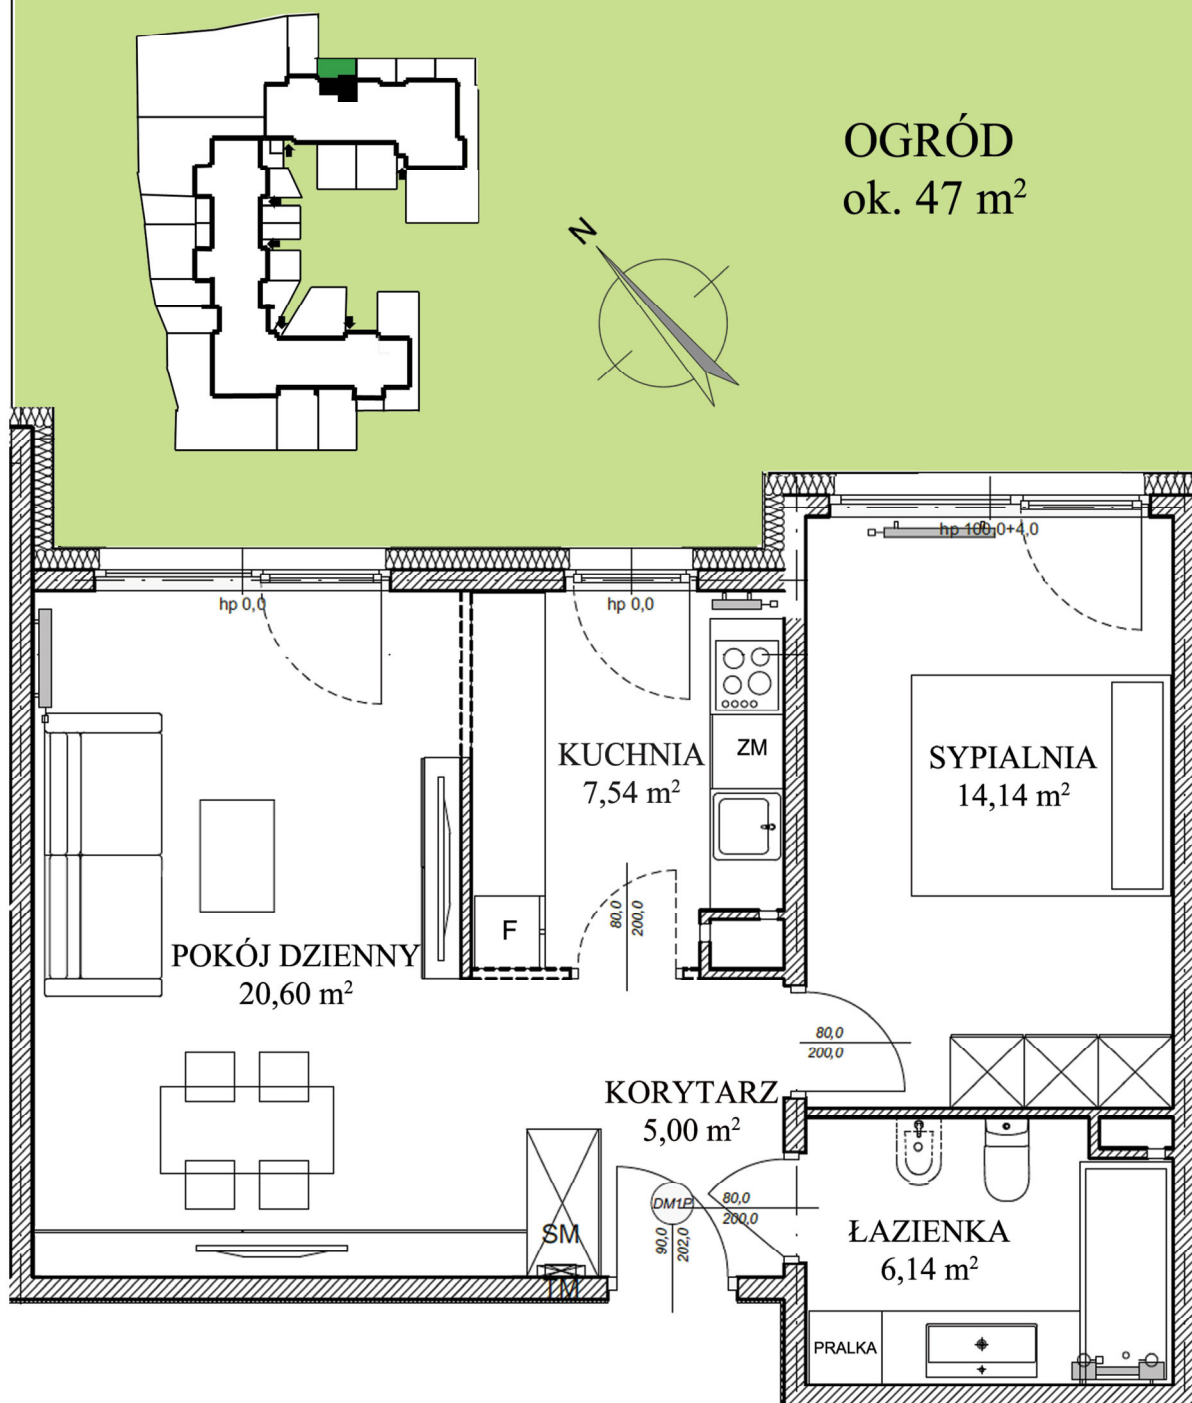 OGRÓD
ok. 47 m²
N
hp 100,0+4,0
hp 0,0
hp 0,0
KUCHNIA
7,54 m²
ZM
SYPIALNIA
14,14 m²
F
80,0
200,0
POKÓJ DZIENNY
20,60 m²
80,0
200,0
KORYTARZ
5,00 m²
DM1P
90,0
202,0
80,0
200,0
SM
TM
ŁAZIENKA
6,14 m²
PRALKA